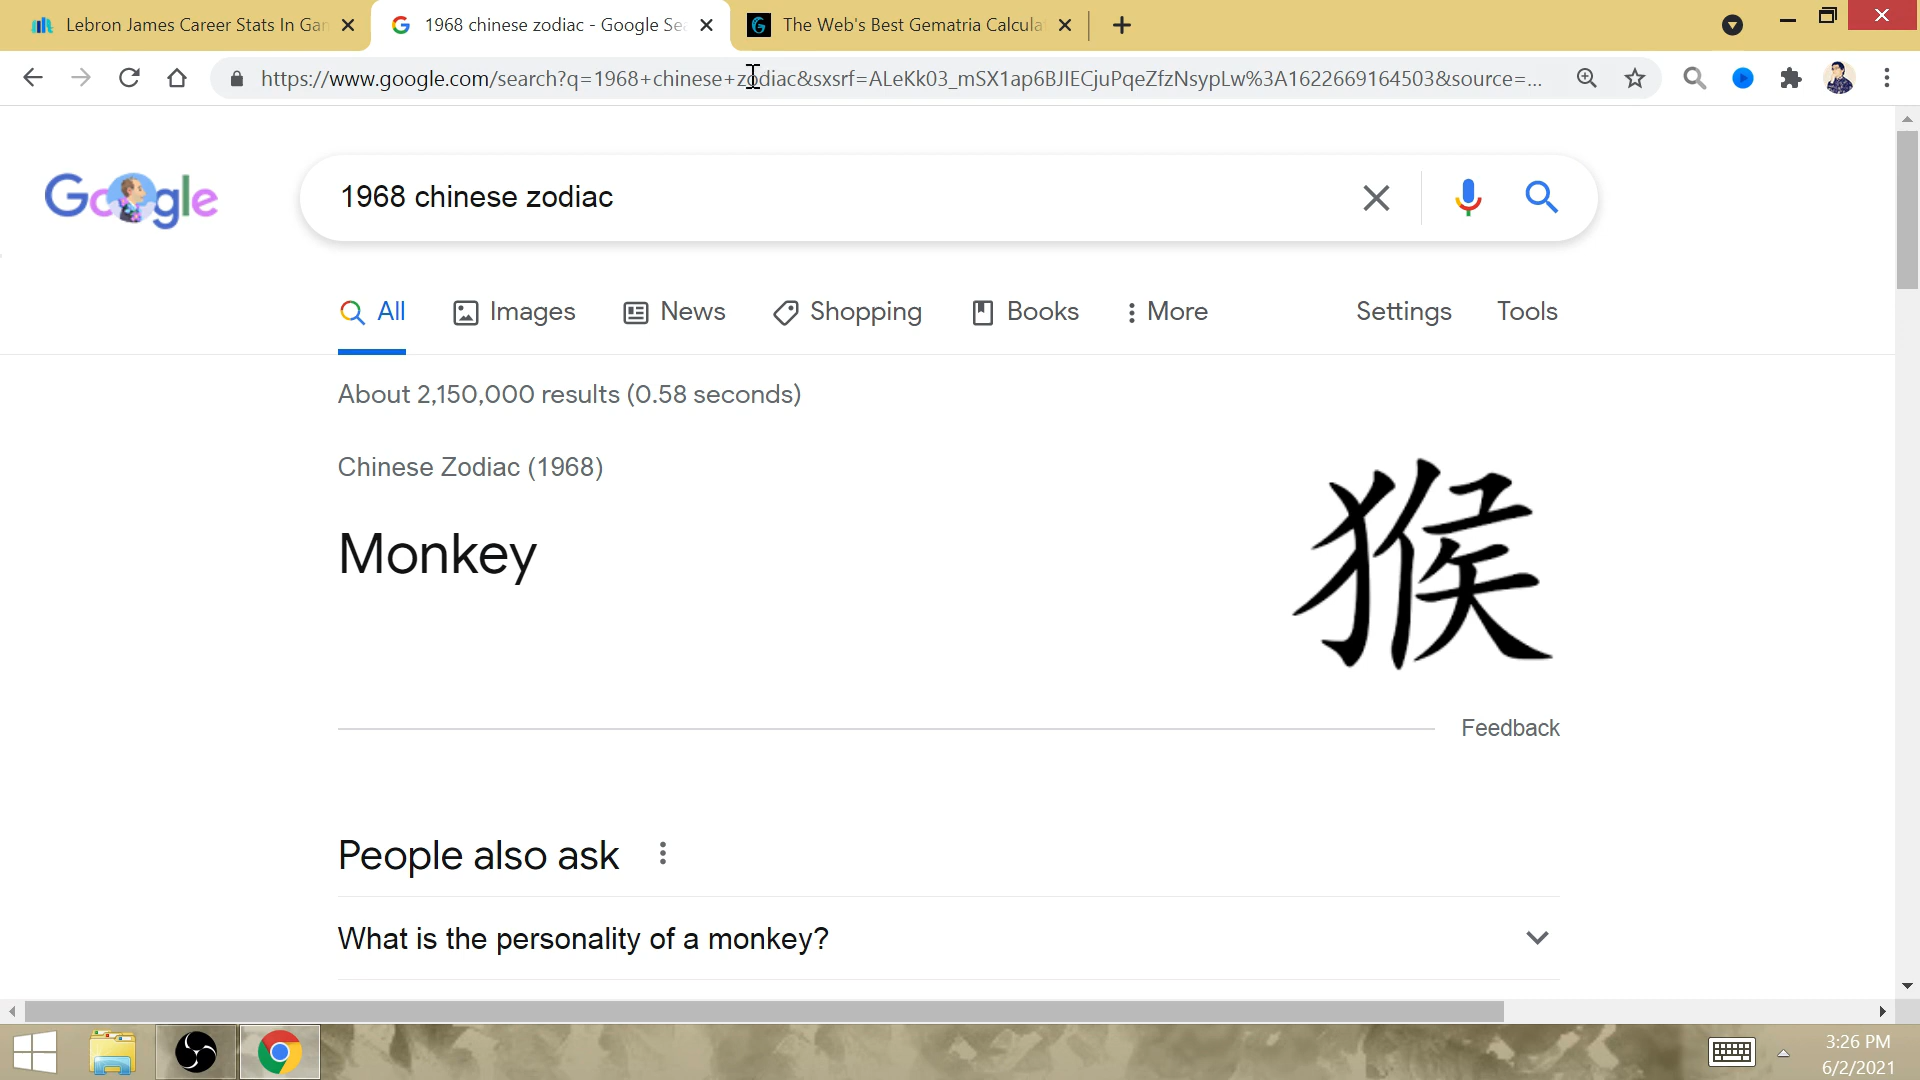 Lebron James Career Stats In Gan
1968 chinese zodiac - Google Sea
The Web's Best Gematria Calcula
https://www.google.com/search?q=1968+chinese+zodiac&sxsrf=ALeKk03_mSX1ap6BJIECjuPqeZfzNsypLw%3A1622669164503&source=...
Google
1968 chinese zodiac
All Images News Shopping Books More Settings Tools
About 2,150,000 results (0.58 seconds)
Chinese Zodiac (1968)
Monkey
猴
Feedback
People also ask
What is the personality of a monkey?
3:26 PM
6/2/2021